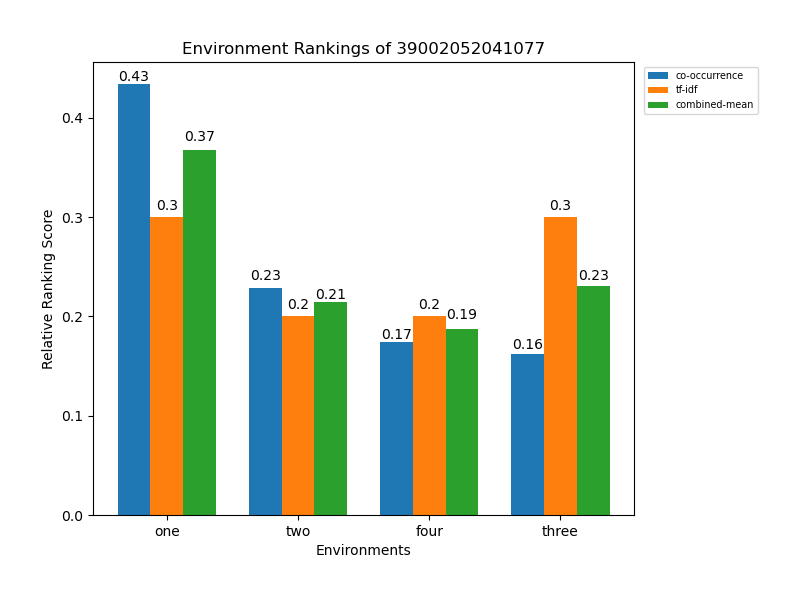 Environment Rankings of 39002052041077
co-occurrence
tf-idf
combined-mean
Relative Ranking Score
0.4
0.3
0.2
0.1
0.0
0.43
0.3
0.37
0.23
0.2
0.21
0.17
0.2
0.19
0.16
0.3
0.23
one two four three
Environments